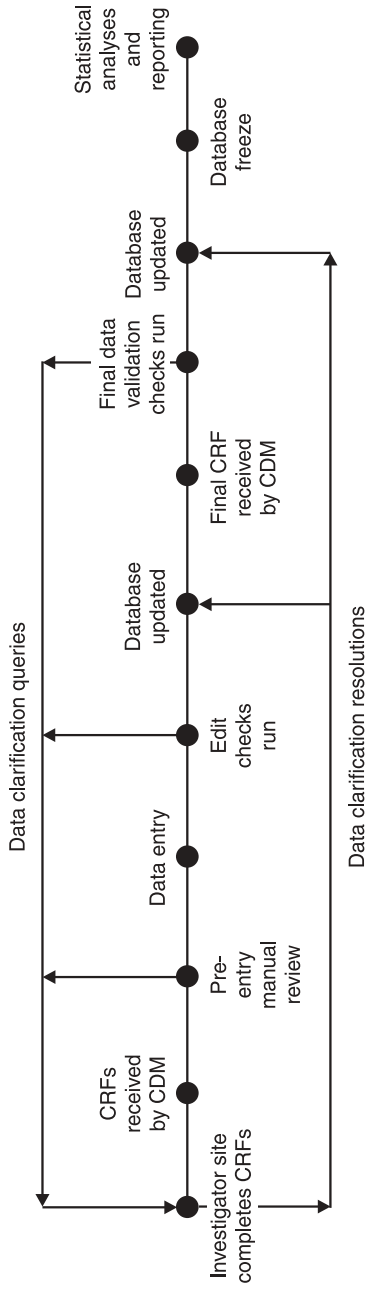 Data clarification queries
Investigator site
completes CRFs
CRFs
received
by CDM
Pre-
entry
manual
review
Data entry
Edit
checks
run
Database
updated
Final CRF
received
by CDM
Final data
validation
checks run
Database
updated
Database
freeze
Statistical
analyses
and
reporting
Data clarification resolutions